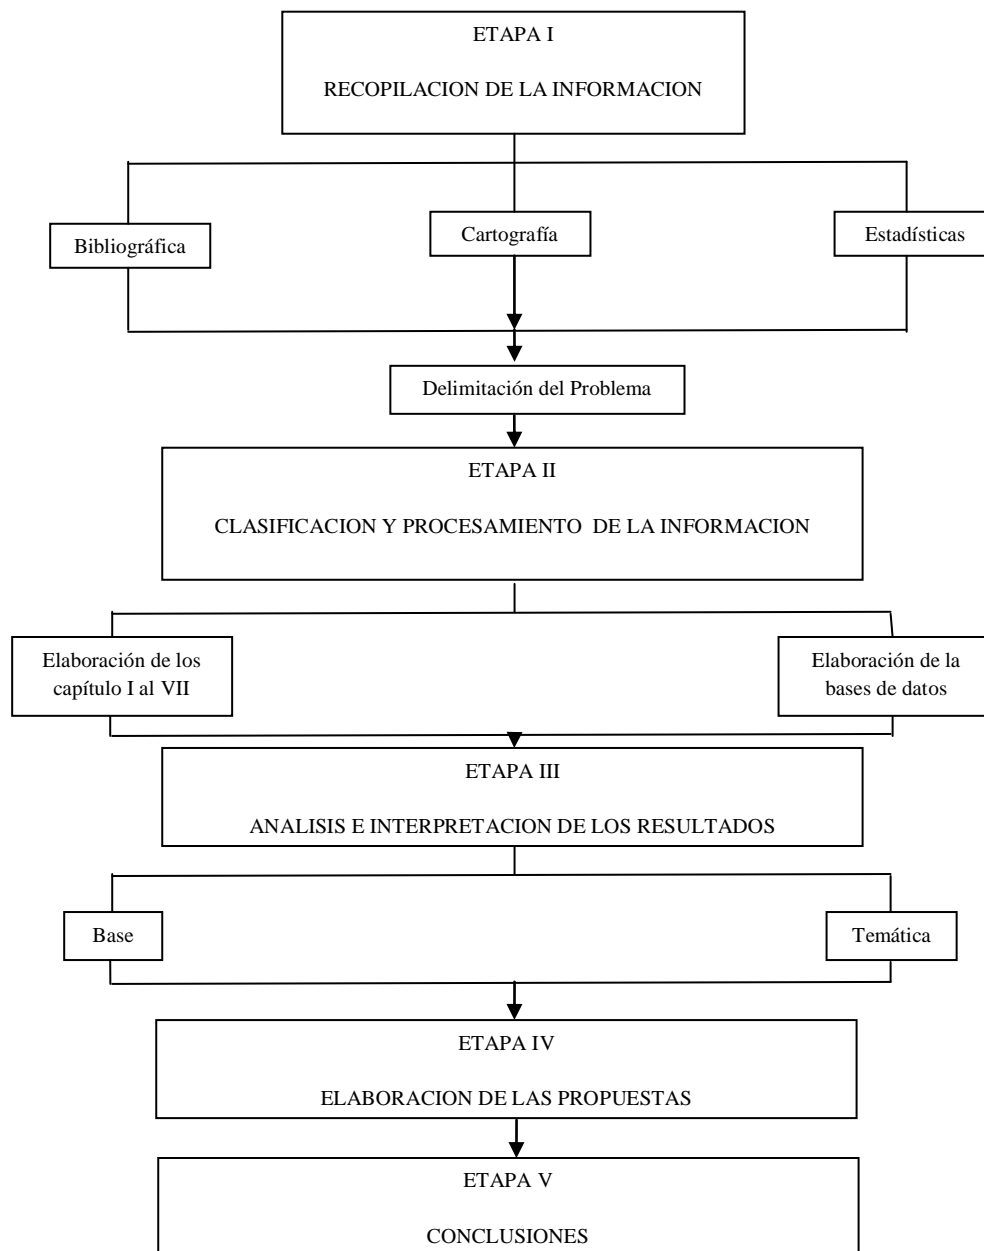 ETAPA I
RECOPILACION DE LA INFORMACION
Bibliográfica
Cartografía
Estadísticas
Delimitación del Problema
ETAPA II
CLASIFICACION Y PROCESAMIENTO  DE LA INFORMACION
Elaboración de los
capítulo I al VII
Elaboración de la
bases de datos
ETAPA III
ANALISIS E INTERPRETACION DE LOS RESULTADOS
Base
Temática
ETAPA IV
ELABORACION DE LAS PROPUESTAS
ETAPA V
CONCLUSIONES